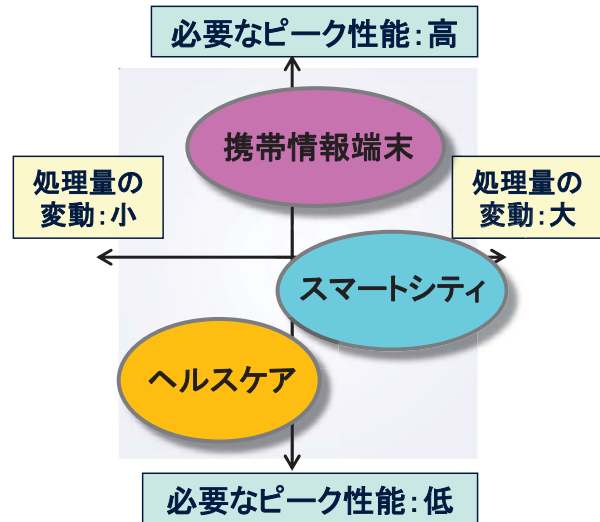 必要なピーク性能：高
携帯情報端末
処理量の
変動：小
処理量の
変動：大
スマートシティ
ヘルスケア
必要なピーク性能：低